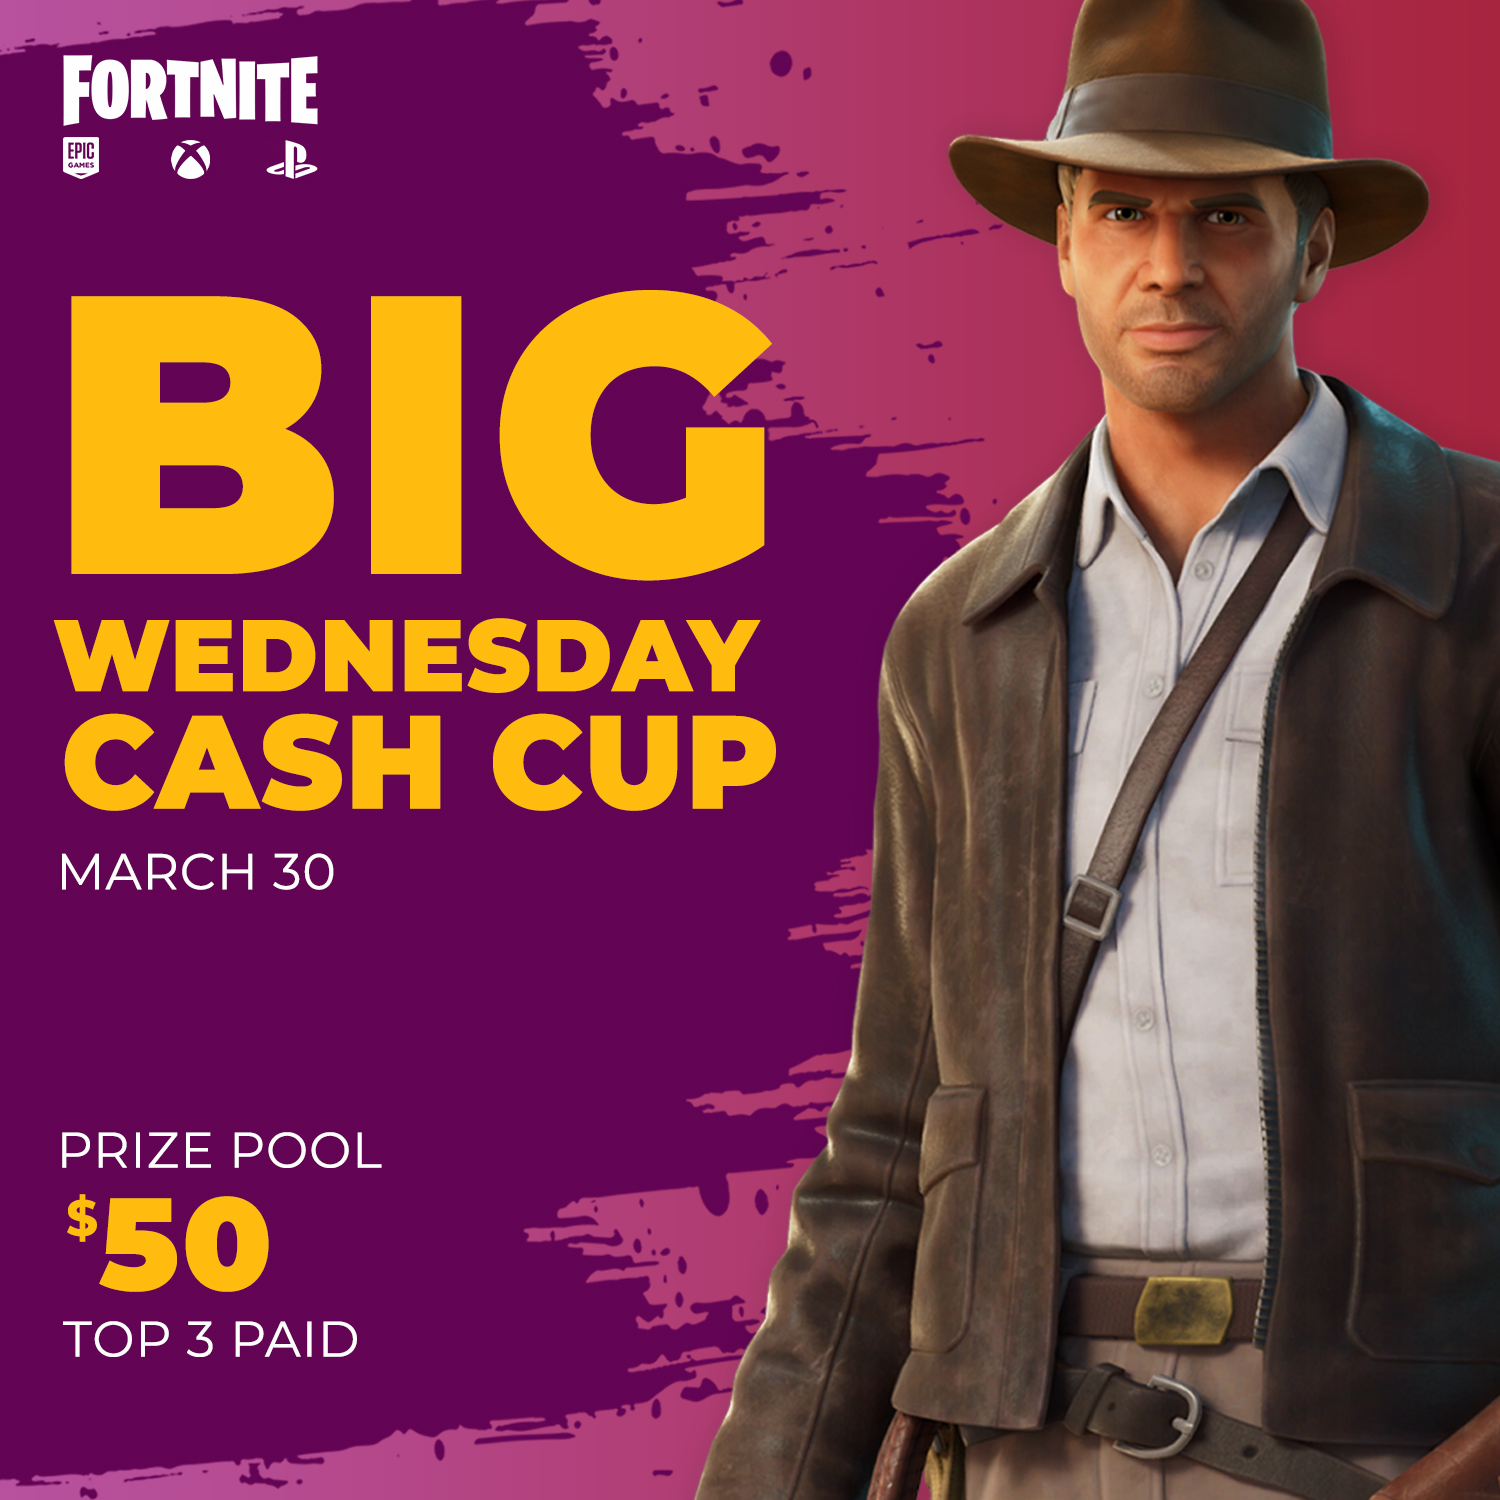 FORTNITE
EPIC
GAMES
BIG
WEDNESDAY
CASH CUP
MARCH 30
PRIZE POOL
$50
TOP 3 PAID